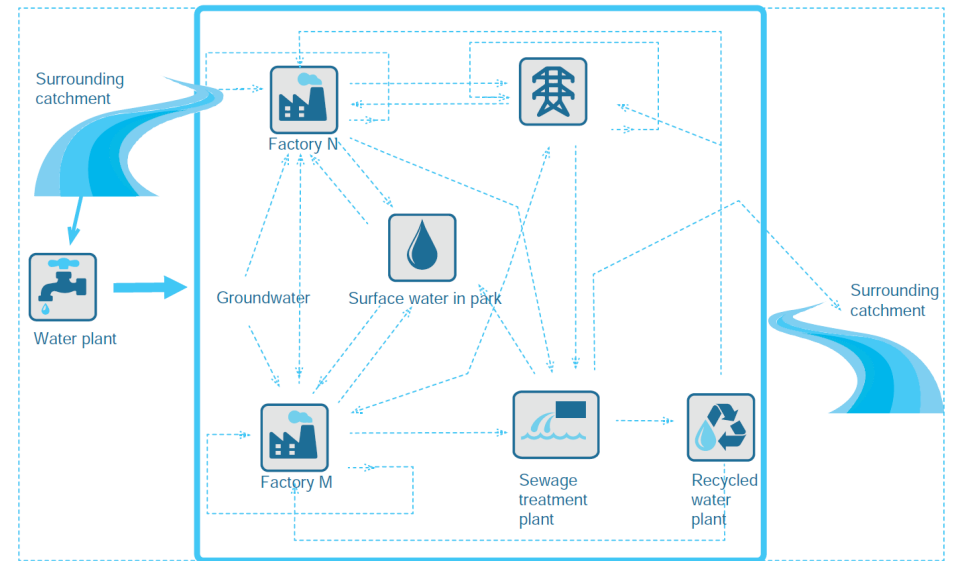 Surrounding
catchment
Factory N
Groundwater
Surface water in park
Surrounding
catchment
Water plant
Factory M
Sewage
treatment
plant
Recycled
water
plant